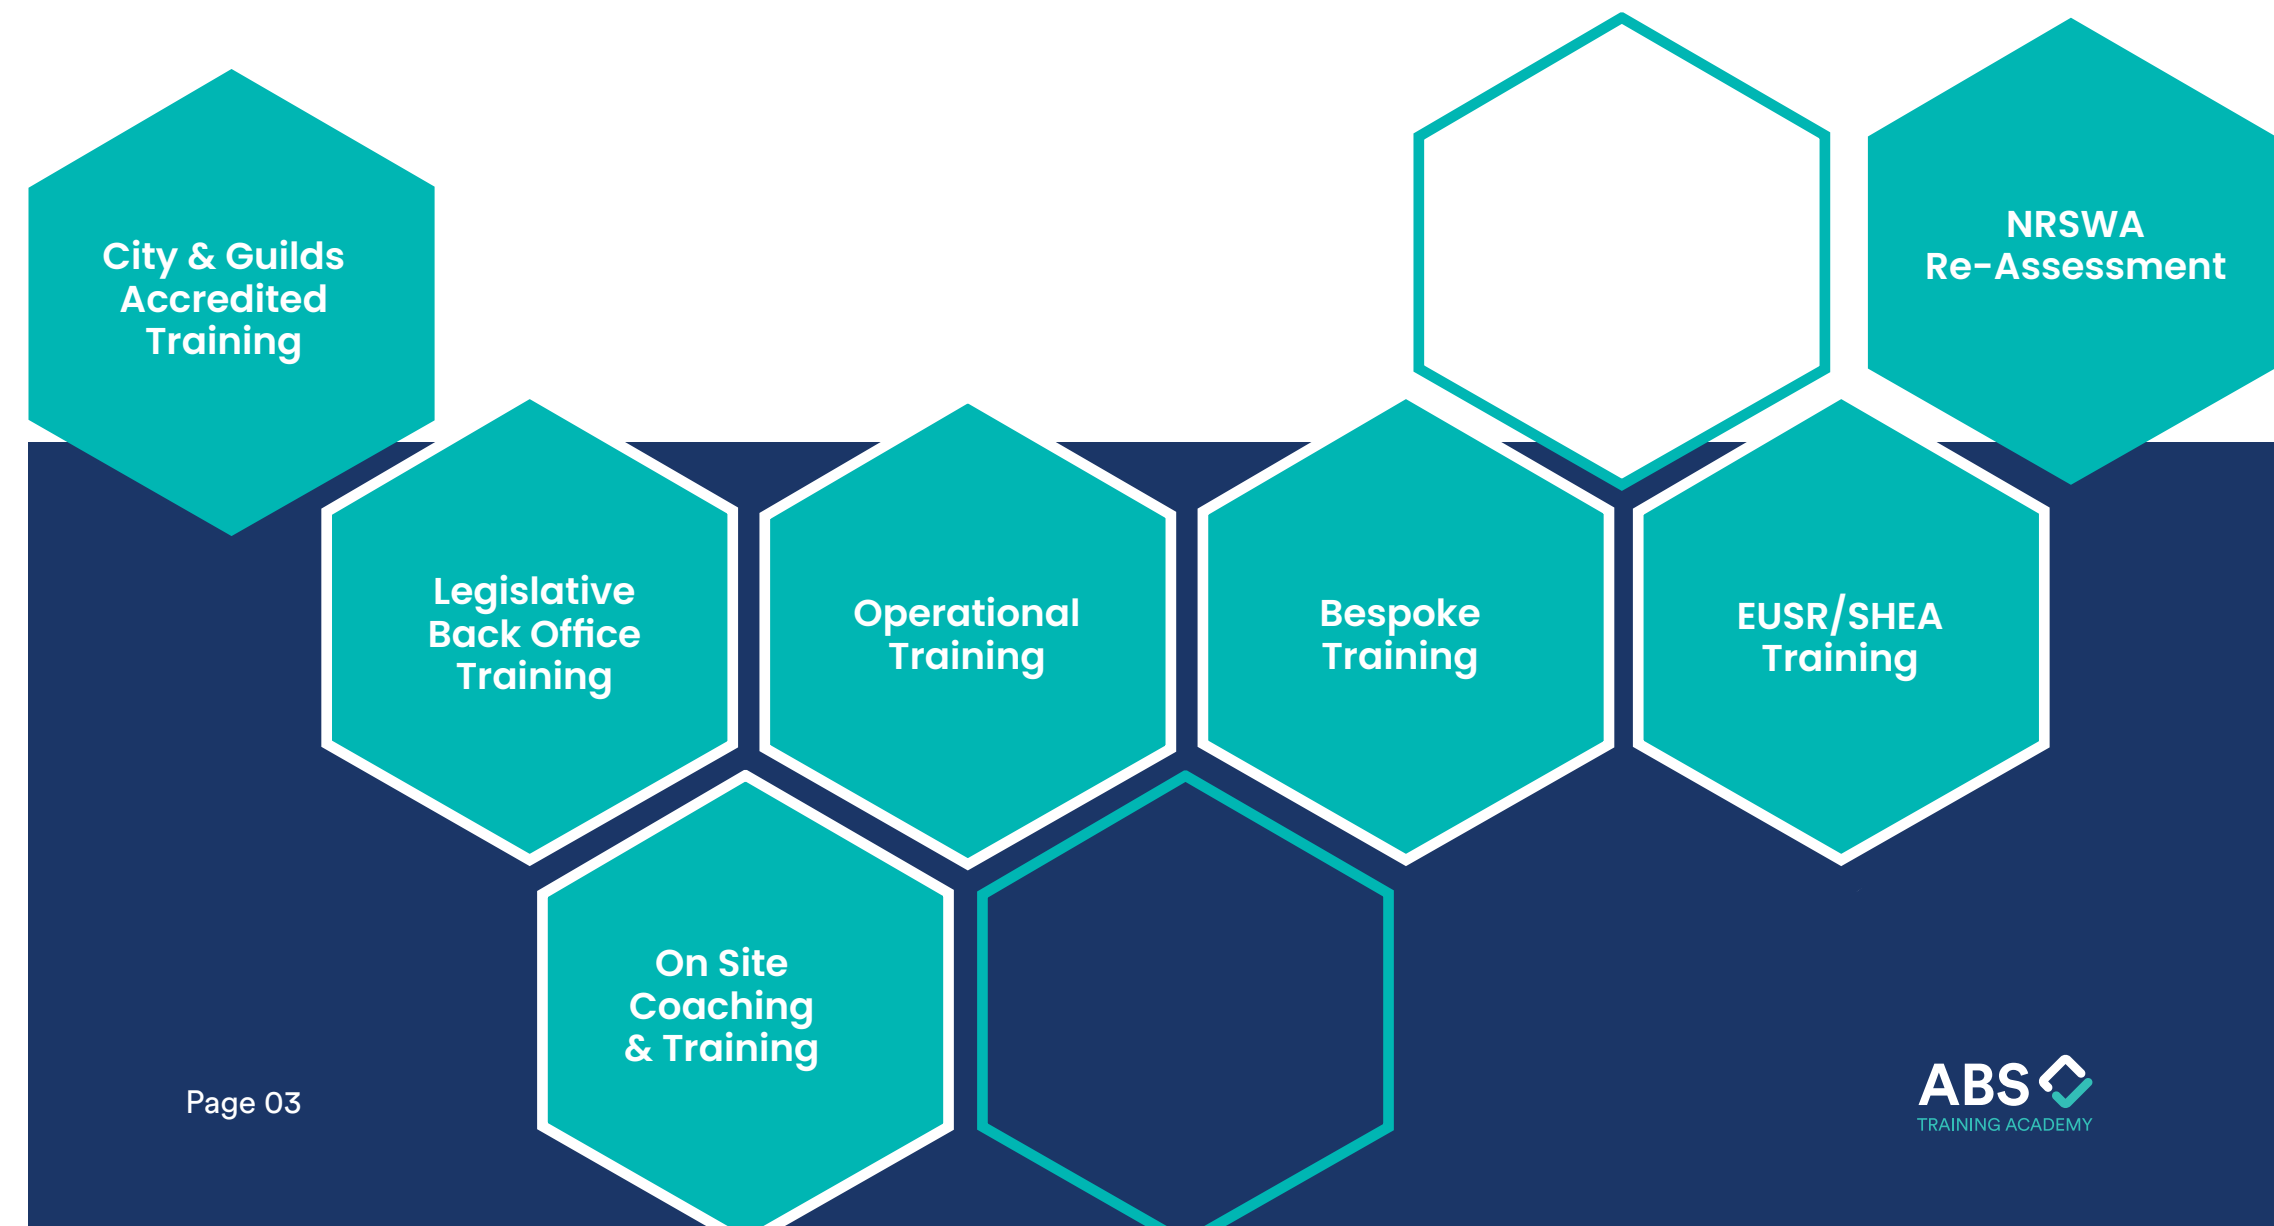 City & Guilds
Accredited
Training
NRSWA
Re-Assessment
Legislative
Back Office
Training
Operational
Training
Bespoke
Training
EUSR/SHEA
Training
On Site
Coaching
& Training
Page 03
ABS
TRAINING ACADEMY